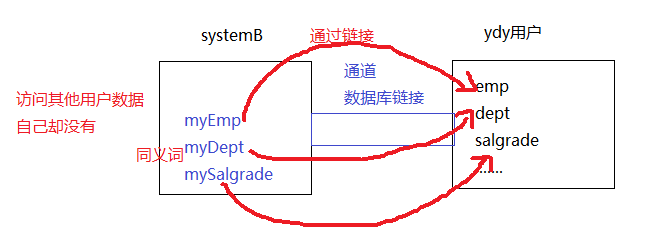 systemB
通过链接
ydy用户
访问其他用户数据
自己却没有
同义词
myEmp
myDept
mySalgrade
通道
数据库链接
emp
dept
salgrade
......